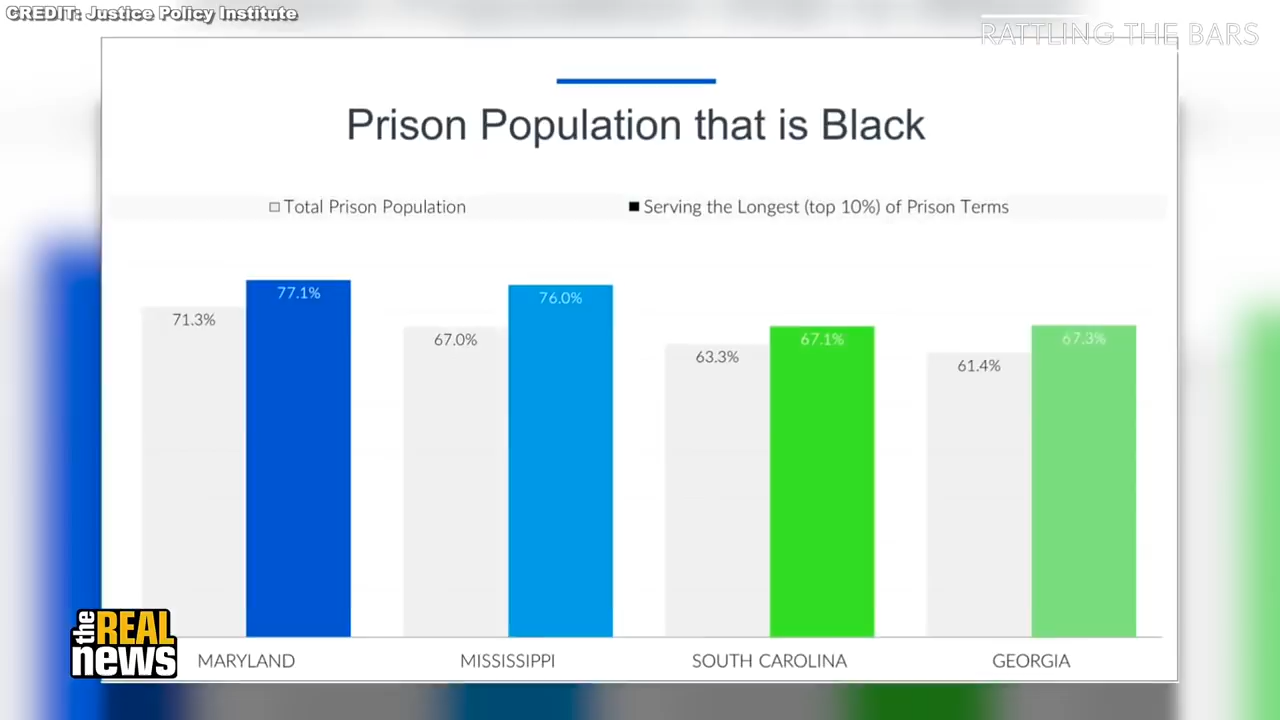 CREDIT: Justice Policy Institute
RATTLING THE BARS
Prison Population that is Black
Total Prison Population
Serving the Longest (top 10%) of Prison Terms
71.3%
77.1%
67.0%
76.0%
63.3%
67.1%
61.4%
67.3%
MARYLAND
MISSISSIPPI
SOUTH CAROLINA
GEORGIA
the REAL
news